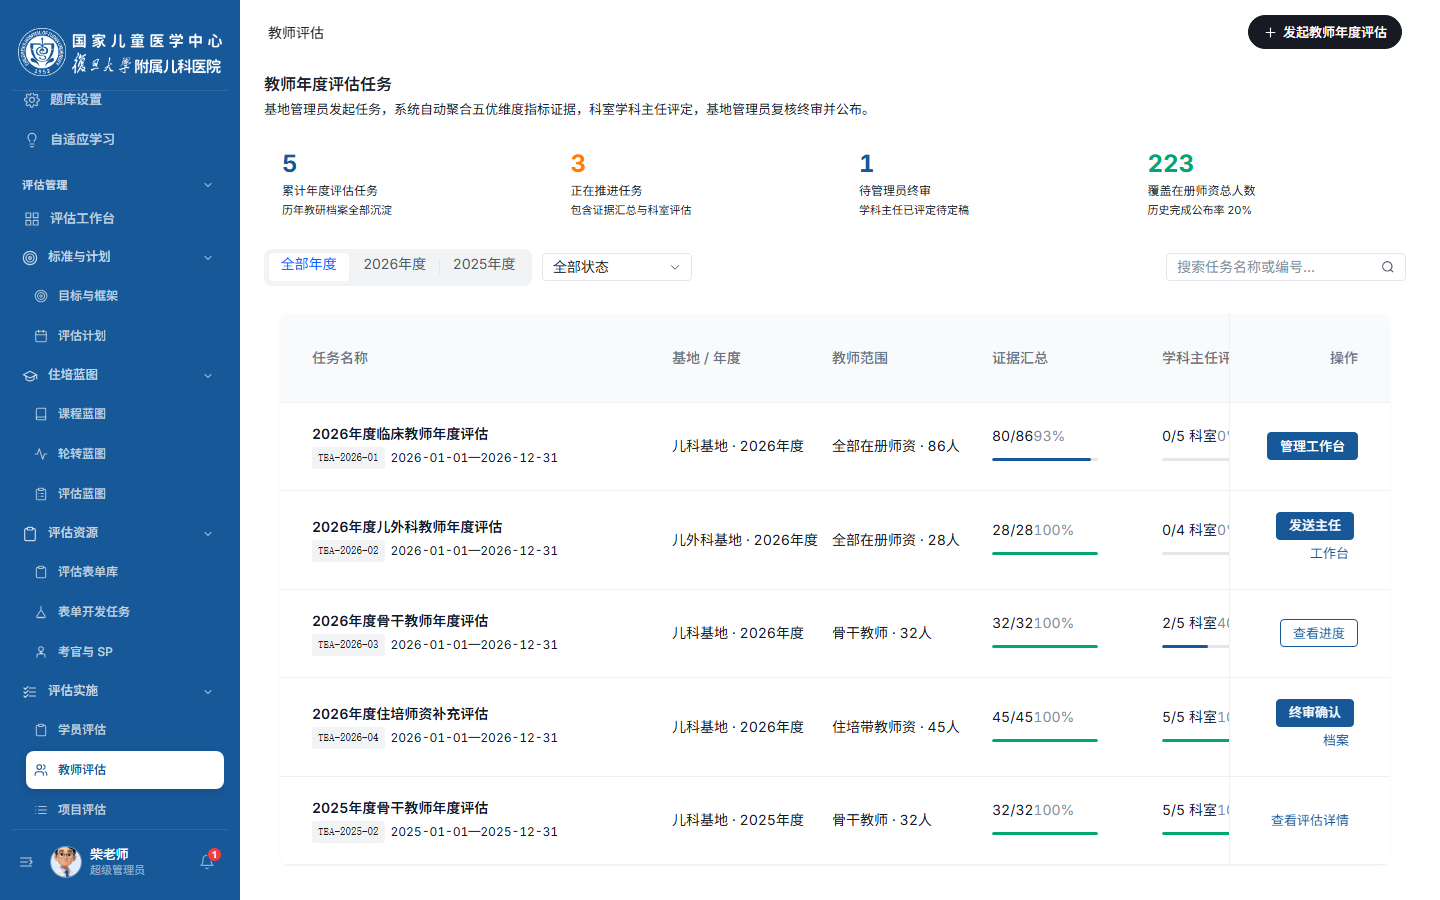 国家儿童医学中心
復旦大学附属儿科医院
1952
题库设置
自适应学习
评估管理
评估工作台
标准与计划
目标与框架
评估计划
住培蓝图
课程蓝图
轮转蓝图
评估蓝图
评估资源
评估表单库
表单开发任务
考官与 SP
评估实施
学员评估
教师评估
项目评估
柴老师
超级管理员
1
教师评估
发起教师年度评估
教师年度评估任务
基地管理员发起任务，系统自动聚合五优维度指标证据，科室学科主任评定，基地管理员复核终审并公布。
5
累计年度评估任务
历年教研档案全部沉淀
3
正在推进任务
包含证据汇总与科室评估
1
待管理员终审
学科主任已评定待定稿
223
覆盖在册师资总人数
历史完成公布率 20%
全部年度 2026年度 2025年度 全部状态 搜索任务名称或编号...
任务名称 基地 / 年度 教师范围 证据汇总 学科主任评 操作
2026年度临床教师年度评估
TEA-2026-01 2026-01-01—2026-12-31
儿科基地 · 2026年度 全部在册师资 · 86人
80/86 93% 0/5 科室 0%
管理工作台
2026年度儿外科教师年度评估
TEA-2026-02 2026-01-01—2026-12-31
儿外科基地 · 2026年度 全部在册师资 · 28人
28/28 100% 0/4 科室 0%
发送主任
工作台
2026年度骨干教师年度评估
TEA-2026-03 2026-01-01—2026-12-31
儿科基地 · 2026年度 骨干教师 · 32人
32/32 100% 2/5 科室 40
查看进度
2026年度住培师资补充评估
TEA-2026-04 2026-01-01—2026-12-31
儿科基地 · 2026年度 住培带教师资 · 45人
45/45 100% 5/5 科室 10
终审确认
档案
2025年度骨干教师年度评估
TEA-2025-02 2025-01-01—2025-12-31
儿科基地 · 2025年度 骨干教师 · 32人
32/32 100% 5/5 科室 10
查看评估详情